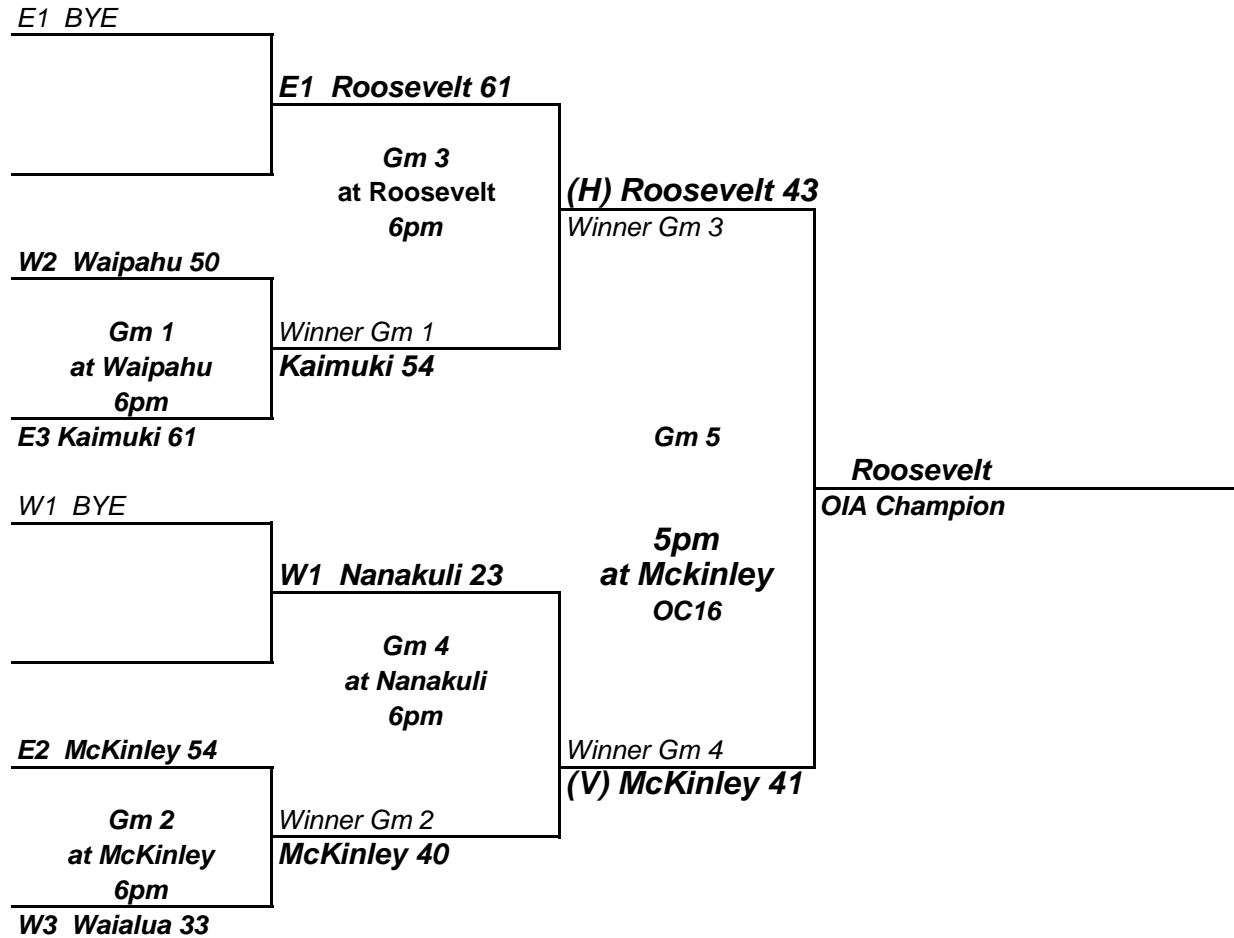 E1 BYE
E1 Roosevelt 61
Gm 3
at Roosevelt
6pm
(H) Roosevelt 43
Winner Gm 3
W2 Waipahu 50
Gm 1
at Waipahu
6pm
Winner Gm 1
Kaimuki 54
E3 Kaimuki 61
Gm 5
Roosevelt
OIA Champion
W1 BYE
5pm
at Mckinley
OC16
W1 Nanakuli 23
Gm 4
at Nanakuli
6pm
E2 McKinley 54
Winner Gm 4
(V) McKinley 41
Gm 2
at McKinley
6pm
Winner Gm 2
McKinley 40
W3 Waialua 33